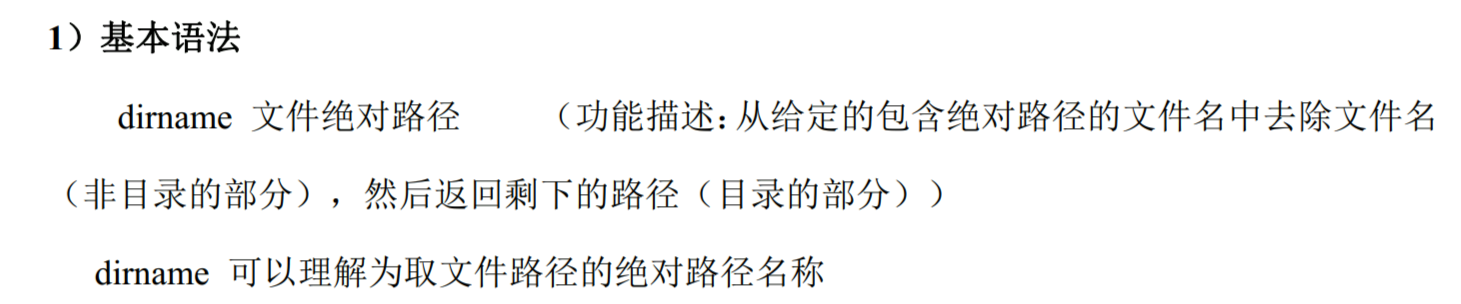 1）基本语法
dirname 文件绝对路径 （功能描述：从给定的包含绝对路径的文件名中去除文件名
（非目录的部分），然后返回剩下的路径（目录的部分））
dirname 可以理解为取文件路径的绝对路径名称